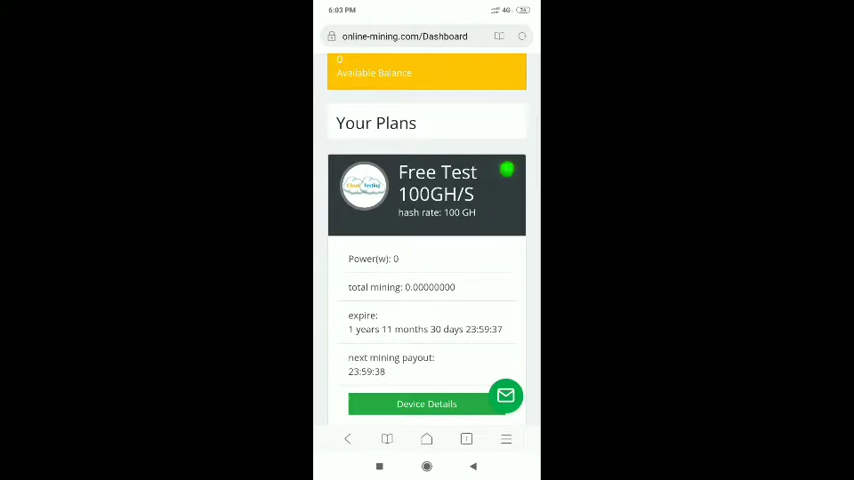 6:03 PM
4G
online-mining.com/Dashboard
0
Available Balance
Your Plans
Free Test
100GH/S
hash rate: 100 GH
Power(w): 0
total mining: 0.00000000
expire:
1 years 11 months 30 days 23:59:37
next mining payout:
23:59:38
Device Details